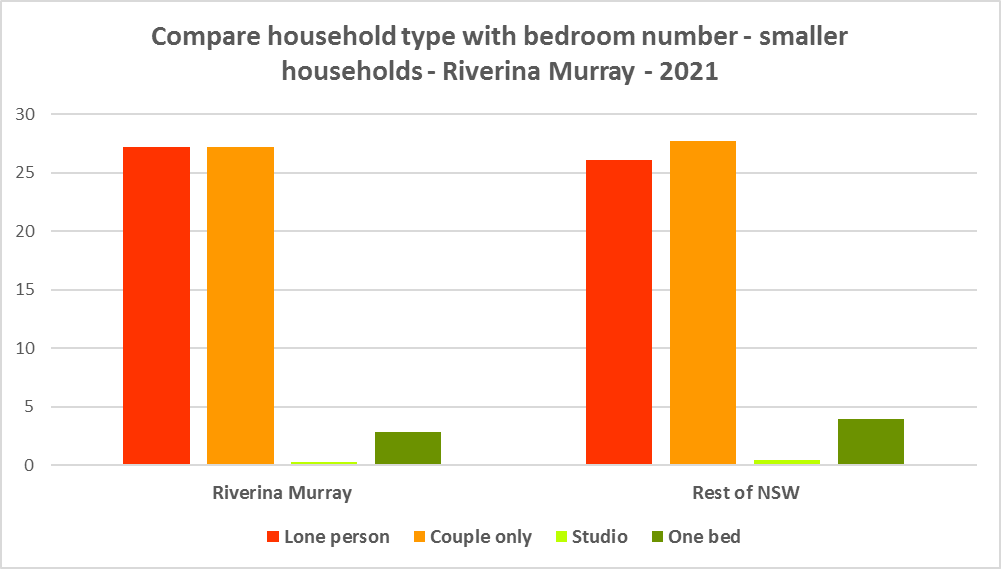 Compare household type with bedroom number - smaller
households - Riverina Murray - 2021
30
25
20
15
10
5
0
Riverina Murray
Rest of NSW
Lone person
Couple only
Studio
One bed